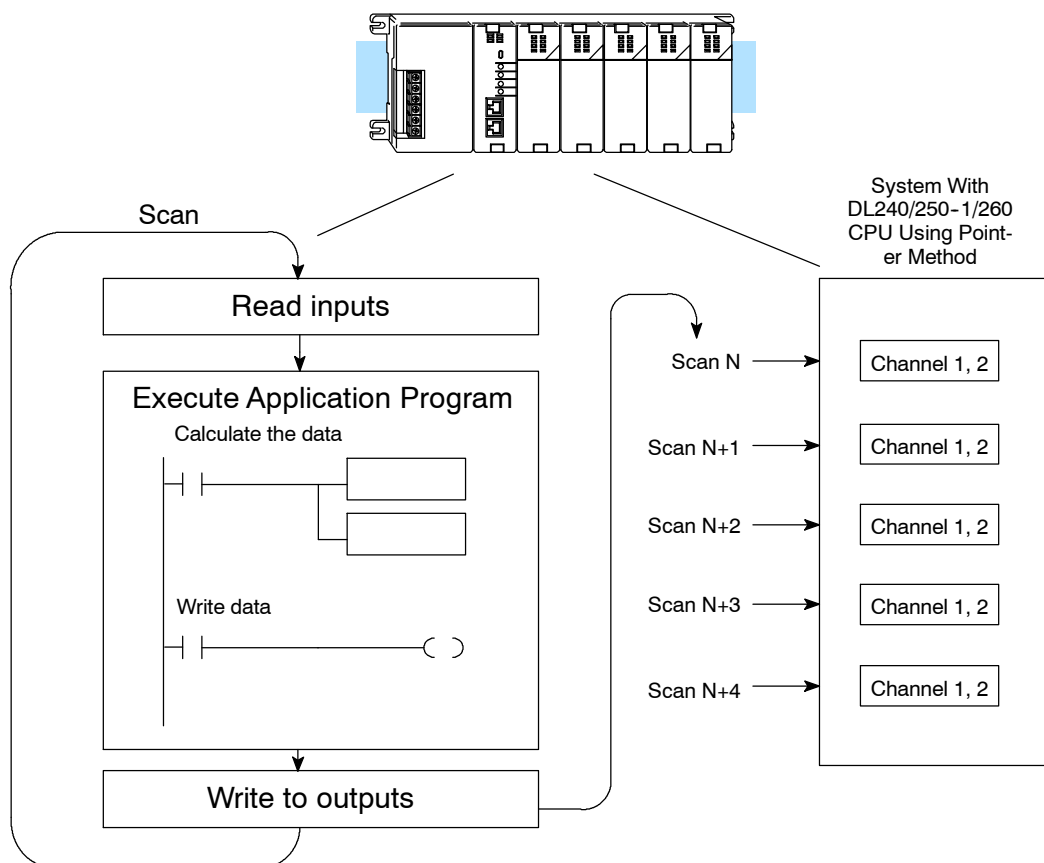 System With
DL240/250-1/260
CPU Using Point-
er Method
Scan
Read inputs
Execute Application Program
Calculate the data
Write data
Write to outputs
Scan N
Channel 1, 2
Scan N+1
Channel 1, 2
Scan N+2
Channel 1, 2
Scan N+3
Channel 1, 2
Scan N+4
Channel 1, 2